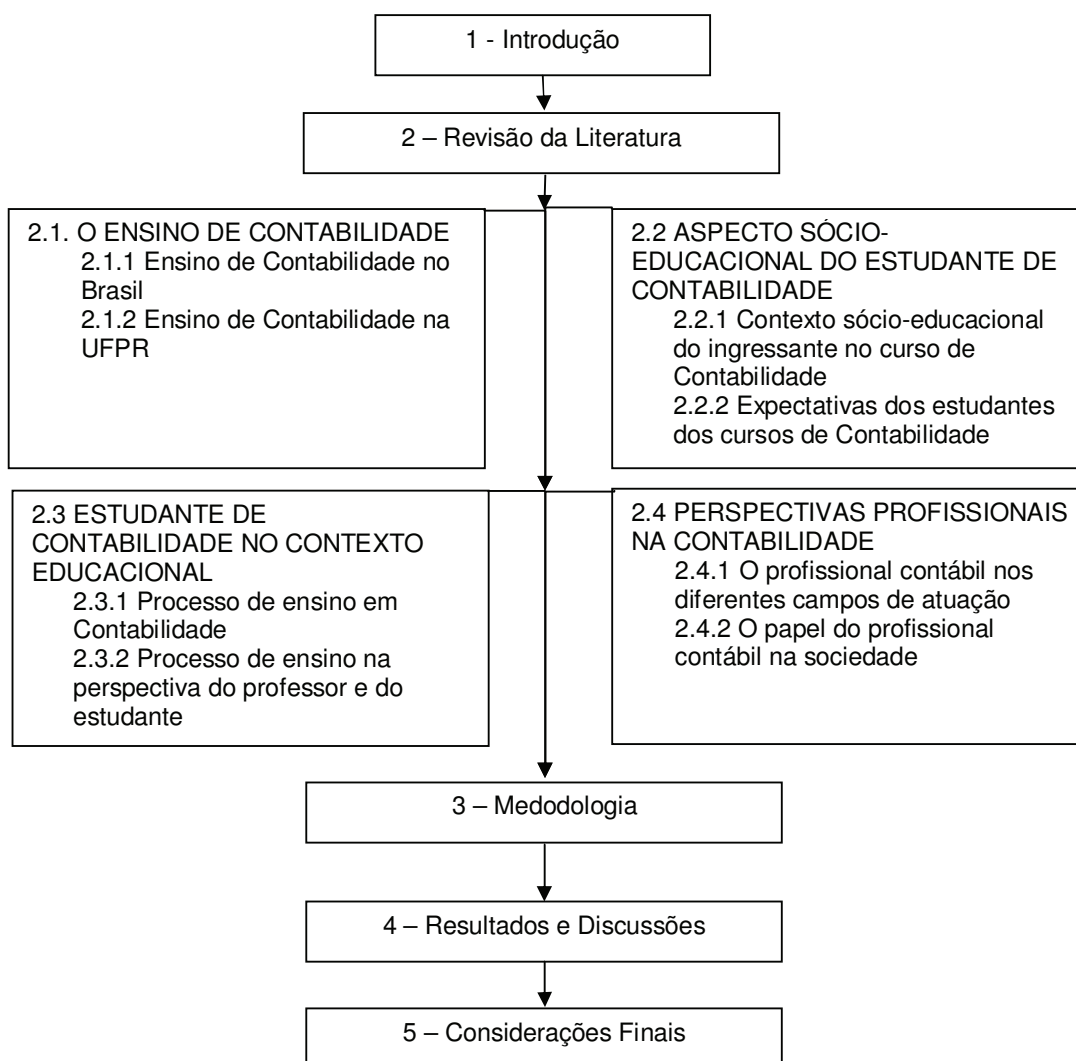 1 - Introdução
2 – Revisão da Literatura
2.1. O ENSINO DE CONTABILIDADE
2.1.1 Ensino de Contabilidade no
Brasil
2.1.2 Ensino de Contabilidade na
UFPR
2.2 ASPECTO SÓCIO-
EDUCACIONAL DO ESTUDANTE DE
CONTABILIDADE
2.2.1 Contexto sócio-educacional
do ingressante no curso de
Contabilidade
2.2.2 Expectativas dos estudantes
dos cursos de Contabilidade
2.3 ESTUDANTE DE
CONTABILIDADE NO CONTEXTO
EDUCACIONAL
2.3.1 Processo de ensino em
Contabilidade
2.3.2 Processo de ensino na
perspectiva do professor e do
estudante
2.4 PERSPECTIVAS PROFISSIONAIS
NA CONTABILIDADE
2.4.1 O profissional contábil nos
diferentes campos de atuação
2.4.2 O papel do profissional
contábil na sociedade
3 – Medodologia
4 – Resultados e Discussões
5 – Considerações Finais